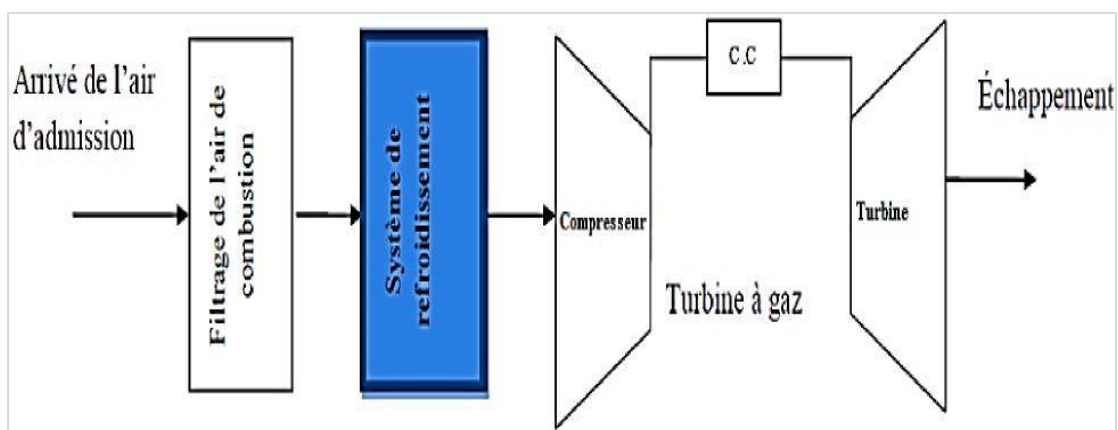 Arrivé de l'air
d'admission
Filtrage de l'air de
combustion
Système de
refroidissement
Compresseur
C.C
Turbine à gaz
Turbine
Échappement